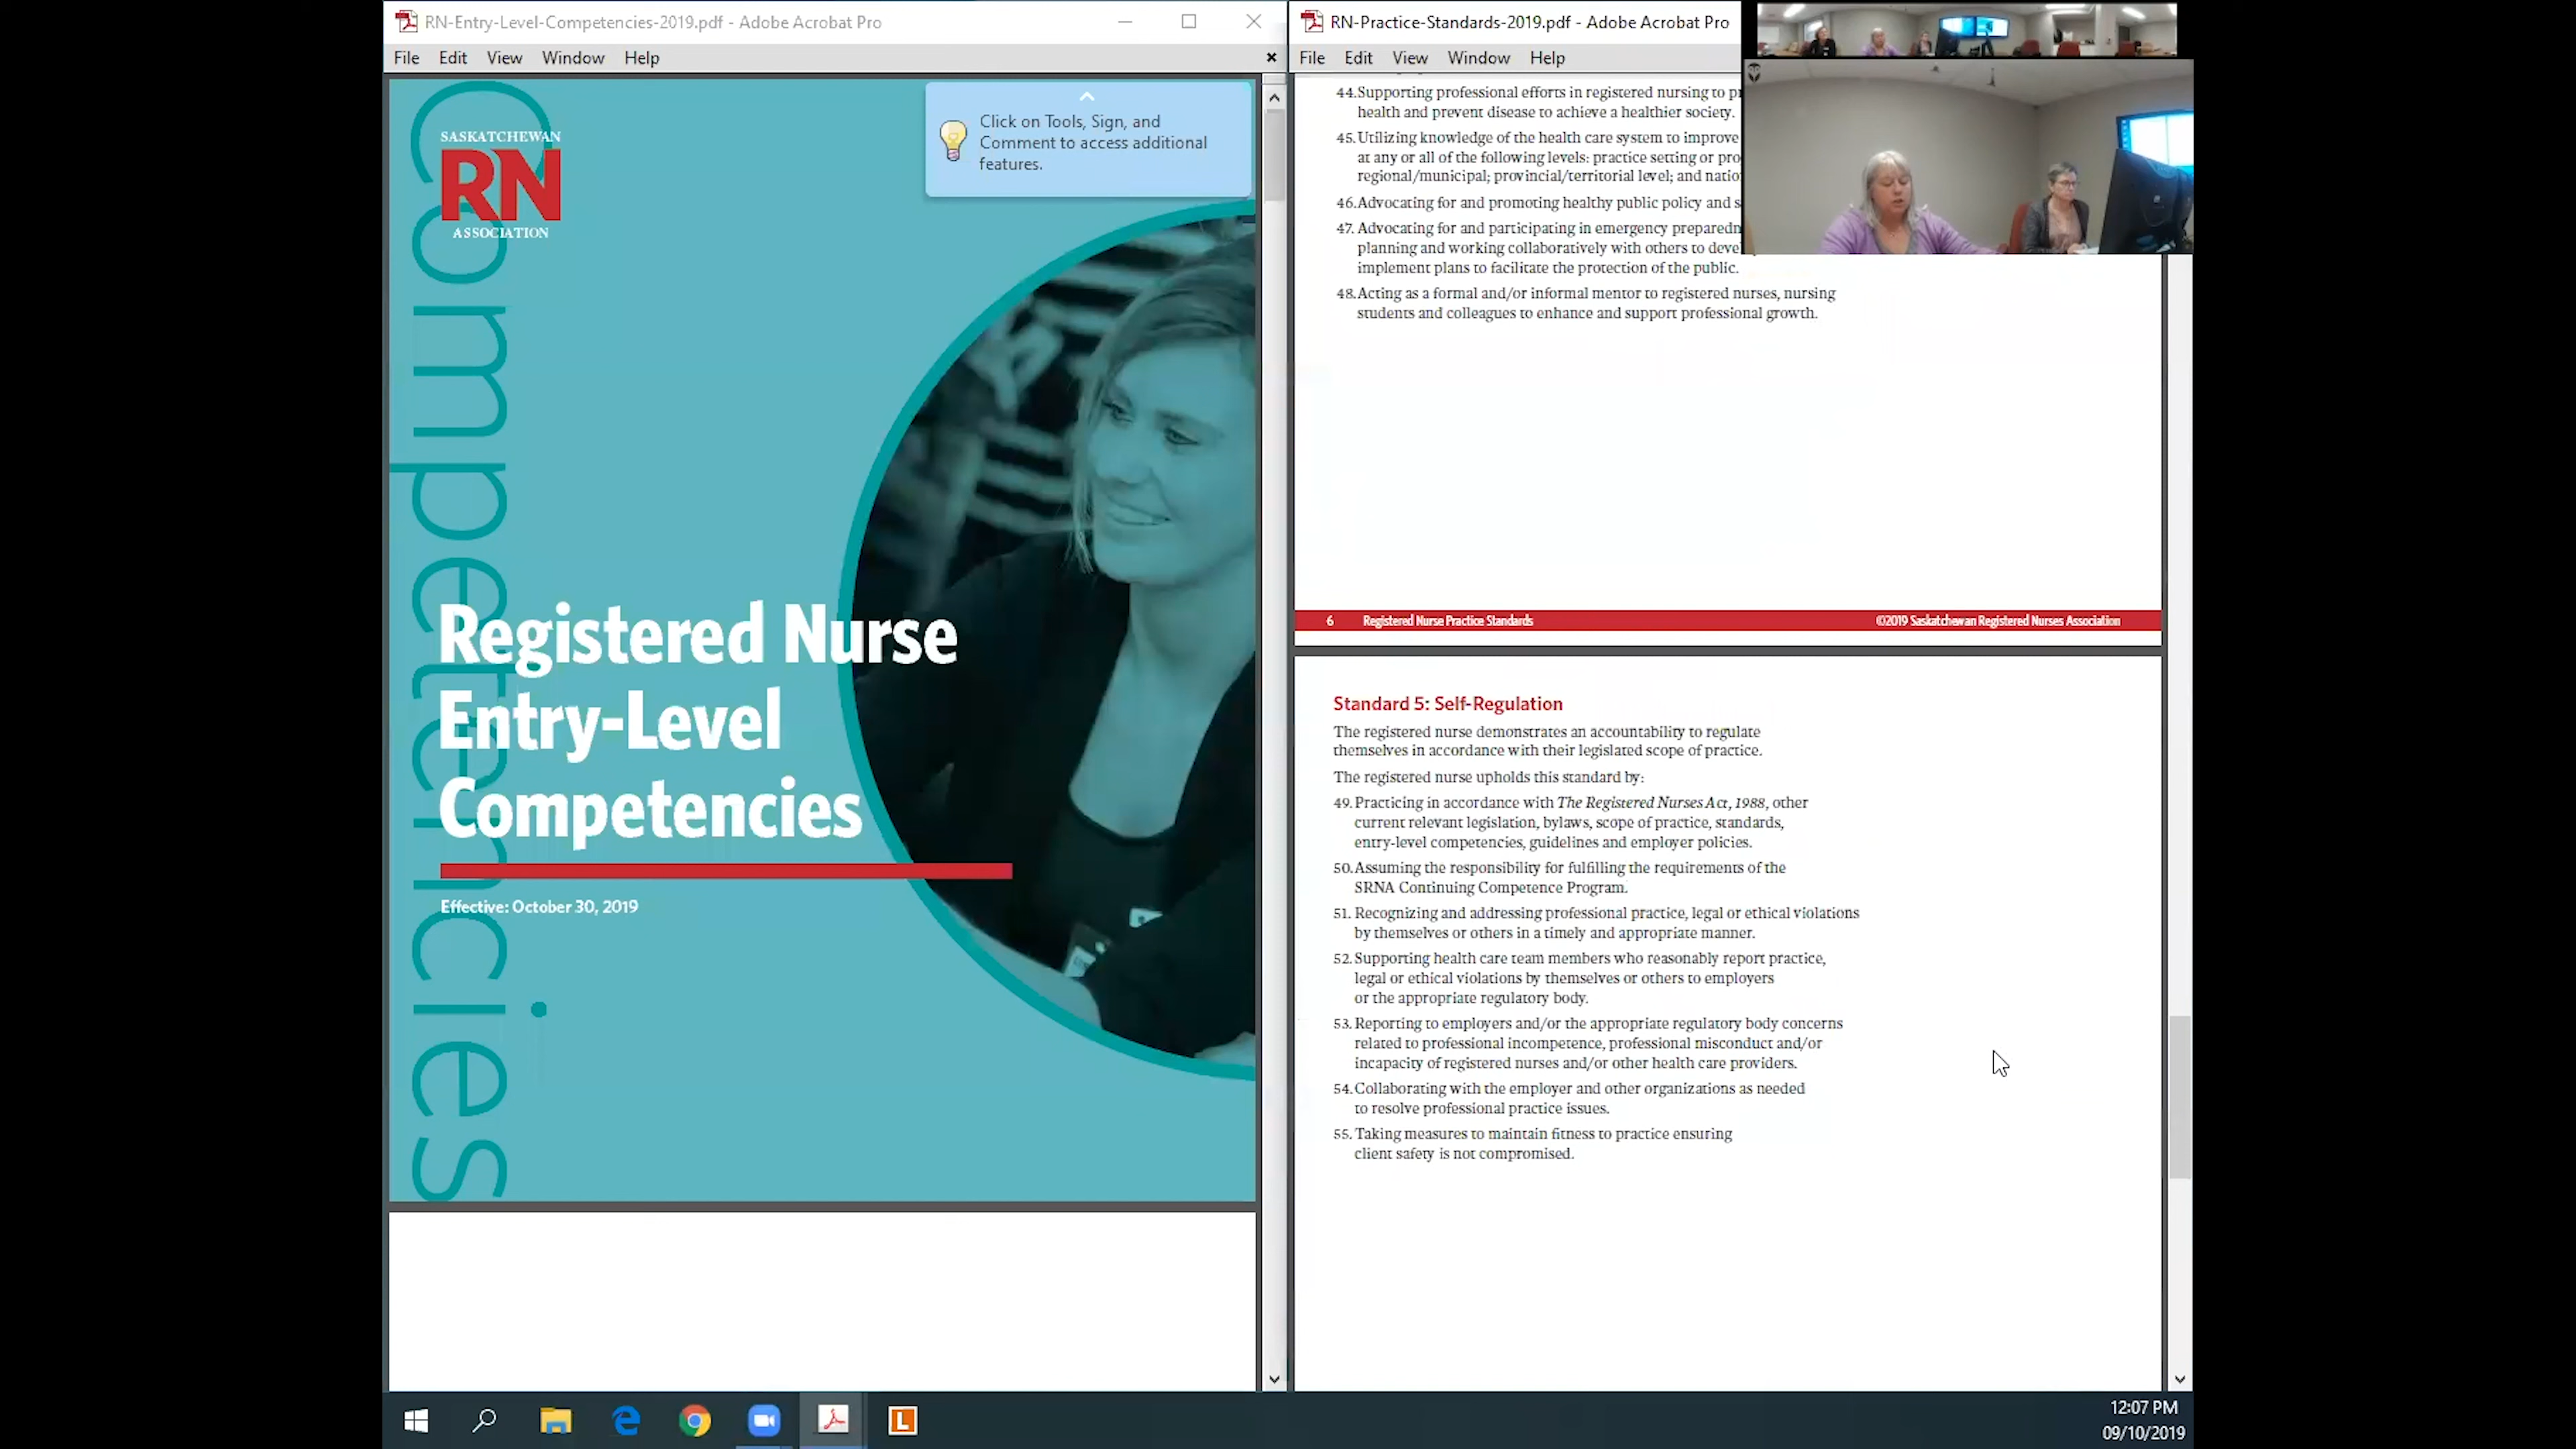 RN-Entry-Level-Competencies-2019.pdf - Adobe Acrobat Pro
File Edit View Window Help
Click on Tools, Sign, and
Comment to access additional
features.
Competencies
SASKATCHEWAN
RN
ASSOCIATION
Registered Nurse
Entry-Level
Competencies
Effective: October 30, 2019
RN-Practice-Standards-2019.pdf - Adobe Acrobat Pro
File Edit View Window Help
44. Supporting professional efforts in registered nursing to
health and prevent disease to achieve a healthier society.
45. Utilizing knowledge of the health care system to improve
at any or all of the following levels: practice setting or
regional/municipal; provincial/territorial level; and
46. Advocating for and promoting healthy public policy and
47. Advocating for and participating in emergency
planning and working collaboratively with others to
implement plans to facilitate the protection of the public.
48. Acting as a formal and/or informal mentor to registered nurses, nursing
students and colleagues to enhance and support professional growth.
6 Registered Nurse Practice Standards ©2019 Saskatchewan Registered Nurses Association
Standard 5: Self-Regulation
The registered nurse demonstrates an accountability to regulate
themselves in accordance with their legislated scope of practice.
The registered nurse upholds this standard by:
49. Practicing in accordance with The Registered Nurses Act, 1988, other
current relevant legislation, bylaws, scope of practice, standards,
entry-level competencies, guidelines and employer policies.
50. Assuming the responsibility for fulfilling the requirements of the
SRNA Continuing Competence Program.
51. Recognizing and addressing professional practice, legal or ethical violations
by themselves or others in a timely and appropriate manner.
52. Supporting health care team members who reasonably report practice,
legal or ethical violations by themselves or others to employers
or the appropriate regulatory body.
53. Reporting to employers and/or the appropriate regulatory body concerns
related to professional incompetence, professional misconduct and/or
incapacity of registered nurses and/or other health care providers.
54. Collaborating with the employer and other organizations as needed
to resolve professional practice issues.
55. Taking measures to maintain fitness to practice ensuring
client safety is not compromised.
L
12:07 PM
09/10/2019